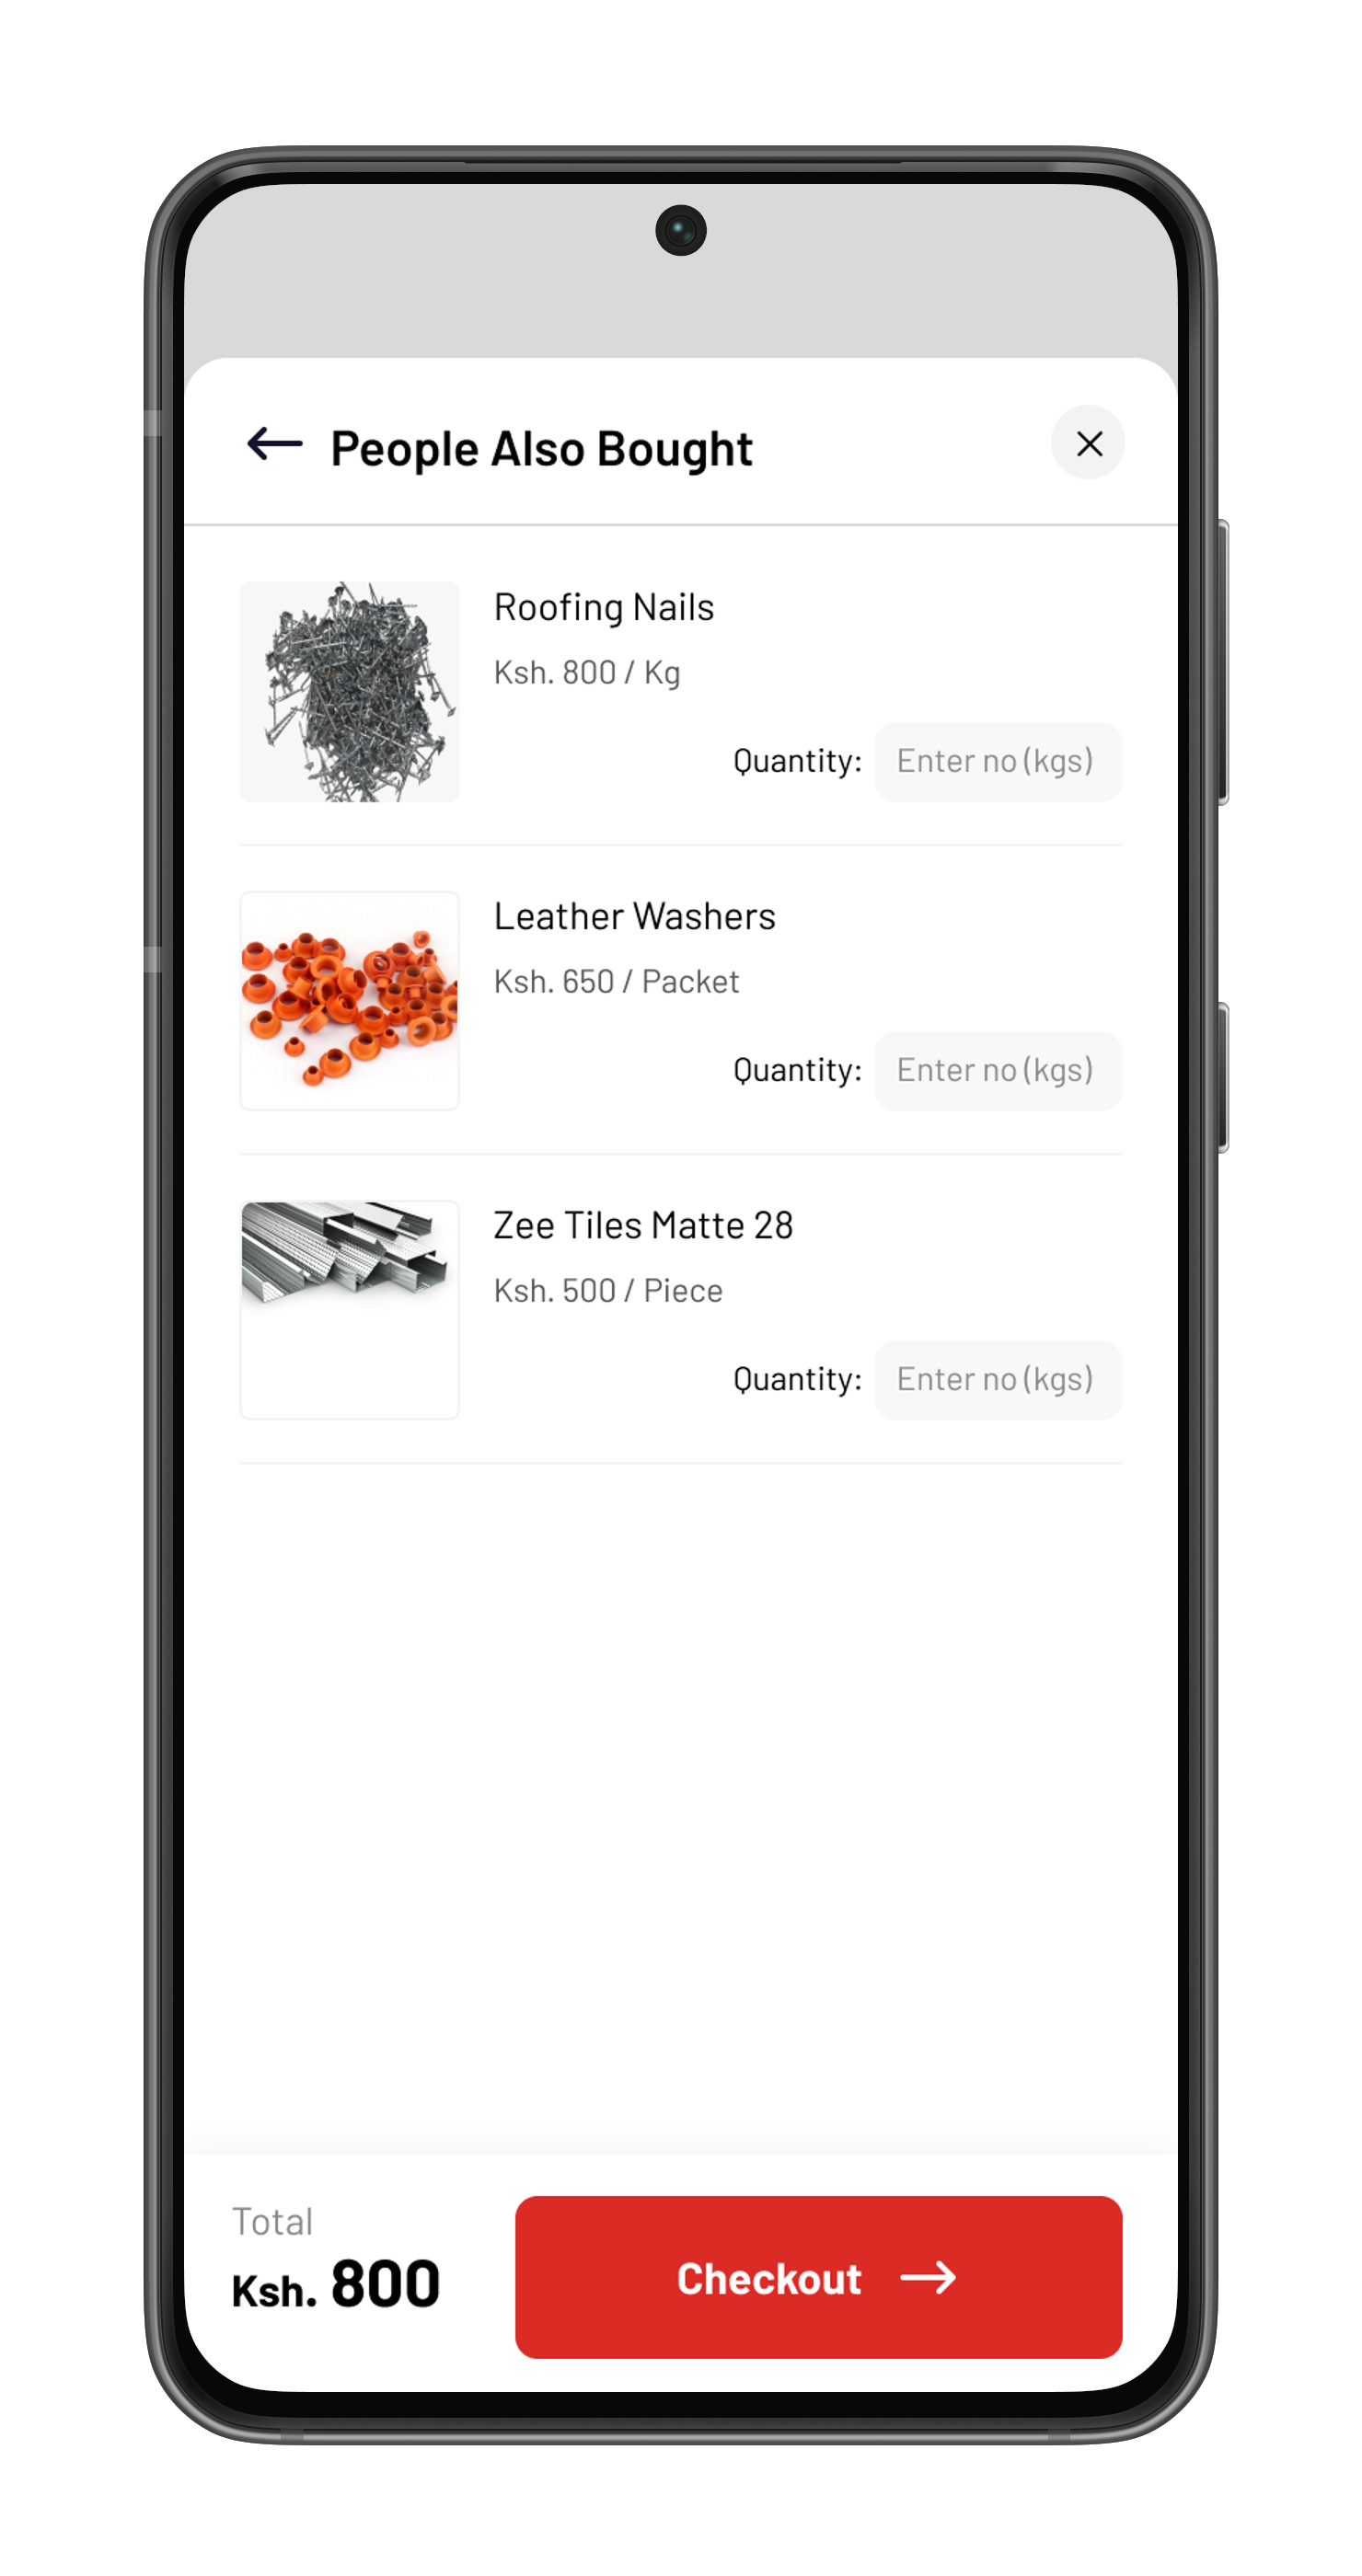 People Also Bought
Roofing Nails
Ksh. 800 / Kg
Quantity: Enter no (kgs)
Leather Washers
Ksh. 650 / Packet
Quantity: Enter no (kgs)
Zee Tiles Matte 28
Ksh. 500 / Piece
Quantity: Enter no (kgs)
Total
Ksh. 800
Checkout